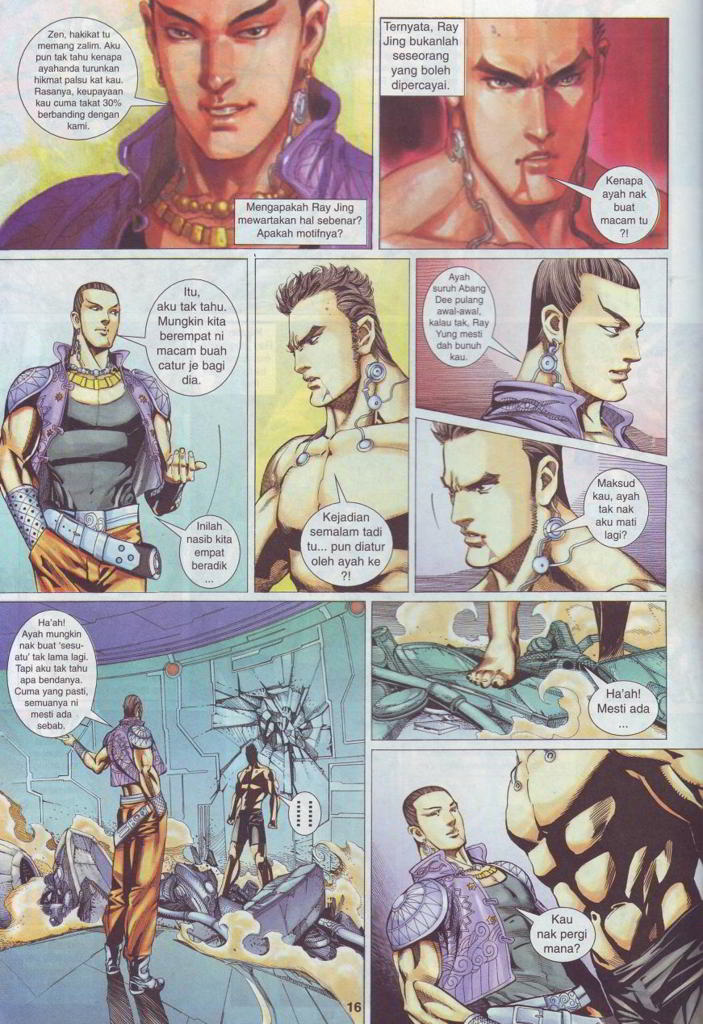 Zen, hakikat tu
memang zalim. Aku
pun tak tahu kenapa
ayahanda turunkan
hikmat palsu kat kau.
Rasanya, keupayaan
kau cuma takat 30%
berbanding dengan
kami.
Mengapakah Ray Jing
mewartakan hal sebenar?
Apakah motifnya?
Ternyata, Ray
Jing bukanlah
seseorang
yang boleh
dipercayai.
Kenapa
ayah nak
buat
macam tu
?!
Itu,
aku tak tahu.
Mungkin kita
berempat ni
macam buah
catur je bagi
dia.
Inilah
nasib kita
empat
beradik
...
Kejadian
semalam tadi
tu... pun diatur
oleh ayah ke
?!
Ayah
suruh Abang
Dee pulang
awal-awal,
kalau tak, Ray
Yung mesti
dah bunuh
kau.
Maksud
kau, ayah
tak nak
aku mati
lagi?
Ha'ah!
Ayah mungkin
nak buat 'sesu-
atu' tak lama lagi.
Tapi aku tak tahu
apa bendanya.
Cuma yang pasti,
semuanya ni
mesti ada
sebab.
......
Ha'ah!
Mesti ada
...
Kau
nak pergi
mana?
16